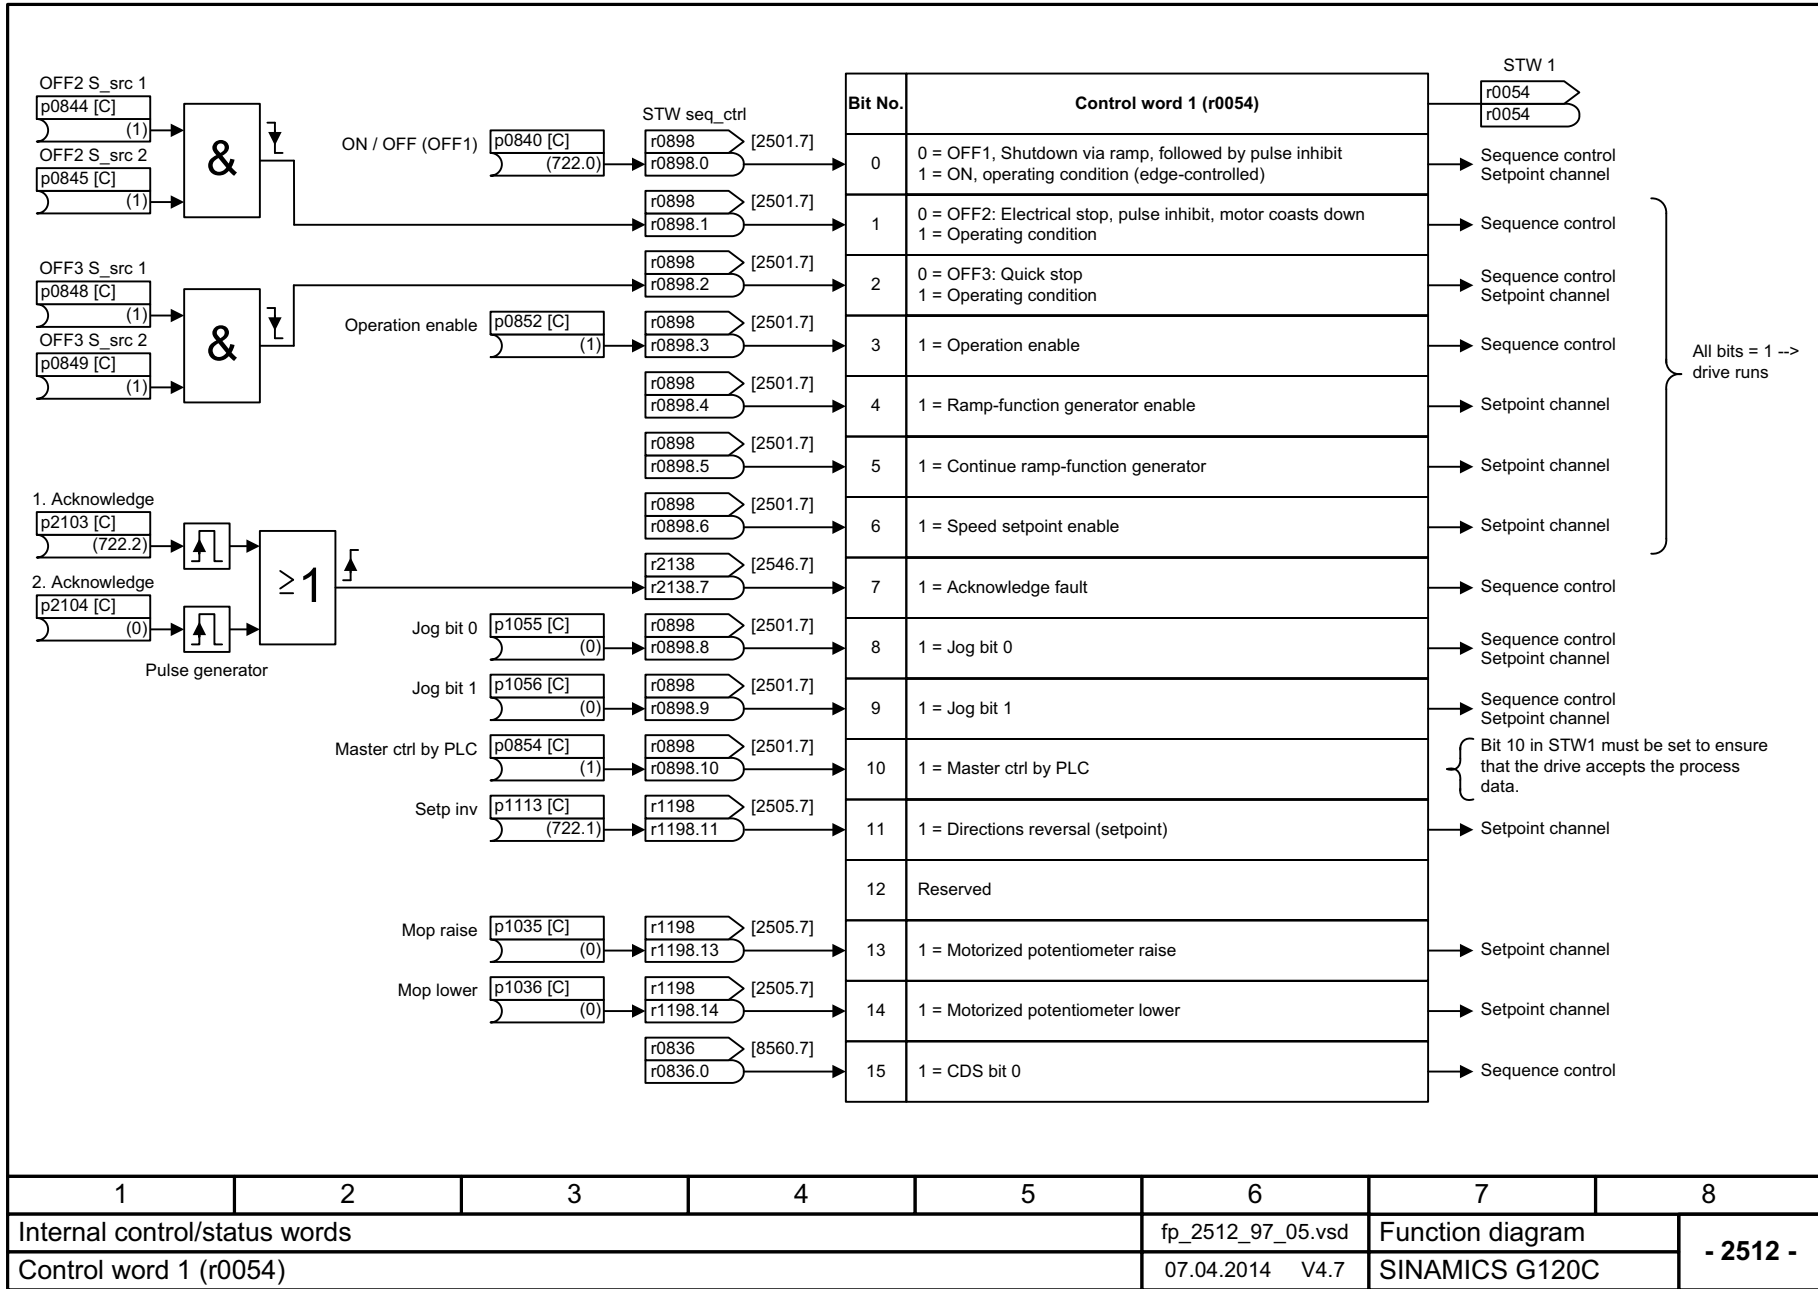 OFF2 S_src 1
p0844 [C]
(1)
OFF2 S_src 2
p0845 [C]
(1)
&
OFF3 S_src 1
p0848 [C]
(1)
OFF3 S_src 2
p0849 [C]
(1)
&
1. Acknowledge
p2103 [C]
(722.2)
2. Acknowledge
p2104 [C]
(0)
Pulse generator
≥1
STW seq_ctrl
Bit No. Control word 1 (r0054)
STW 1
r0054
r0054
ON / OFF (OFF1) p0840 [C] r0898 [2501.7]
(722.0) r0898.0
0
0 = OFF1, Shutdown via ramp, followed by pulse inhibit
1 = ON, operating condition (edge-controlled)
Sequence control
Setpoint channel
r0898 [2501.7]
r0898.1
1
0 = OFF2: Electrical stop, pulse inhibit, motor coasts down
1 = Operating condition
Sequence control
r0898 [2501.7]
r0898.2
2
0 = OFF3: Quick stop
1 = Operating condition
Sequence control
Setpoint channel
Operation enable p0852 [C] r0898 [2501.7]
(1) r0898.3
3 1 = Operation enable Sequence control
r0898 [2501.7]
r0898.4
4 1 = Ramp-function generator enable Setpoint channel
r0898 [2501.7]
r0898.5
5 1 = Continue ramp-function generator Setpoint channel
r0898 [2501.7]
r0898.6
6 1 = Speed setpoint enable Setpoint channel
All bits = 1 -->
drive runs
r2138 [2546.7]
r2138.7
7 1 = Acknowledge fault Sequence control
Jog bit 0 p1055 [C] r0898 [2501.7]
(0) r0898.8
8 1 = Jog bit 0
Sequence control
Setpoint channel
Jog bit 1 p1056 [C] r0898 [2501.7]
(0) r0898.9
9 1 = Jog bit 1
Sequence control
Setpoint channel
Master ctrl by PLC p0854 [C] r0898 [2501.7]
(1) r0898.10
10 1 = Master ctrl by PLC
Bit 10 in STW1 must be set to ensure
that the drive accepts the process
data.
Setp inv p1113 [C] r1198 [2505.7]
(722.1) r1198.11
11 1 = Directions reversal (setpoint) Setpoint channel
12 Reserved
Mop raise p1035 [C] r1198 [2505.7]
(0) r1198.13
13 1 = Motorized potentiometer raise Setpoint channel
Mop lower p1036 [C] r1198 [2505.7]
(0) r1198.14
14 1 = Motorized potentiometer lower Setpoint channel
r0836 [8560.7]
r0836.0
15 1 = CDS bit 0 Sequence control
1 2 3 4 5 6 7 8
Internal control/status words fp_2512_97_05.vsd Function diagram
- 2512 -
Control word 1 (r0054) 07.04.2014 V4.7 SINAMICS G120C